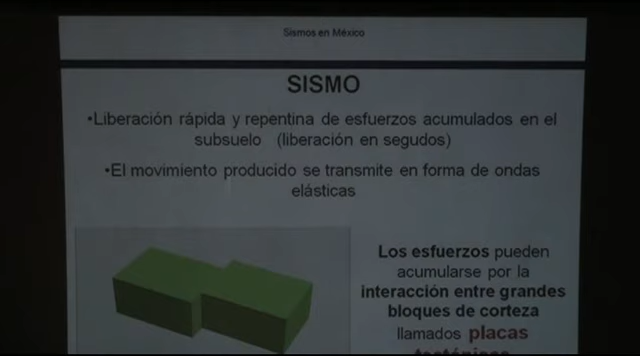 Sismos en México
SISMO
•Liberación rápida y repentina de esfuerzos acumulados en el
subsuelo (liberación en segudos)
•El movimiento producido se transmite en forma de ondas
elásticas
Los esfuerzos pueden
acumularse por la
interacción entre grandes
bloques de corteza
llamados placas
tectónicas